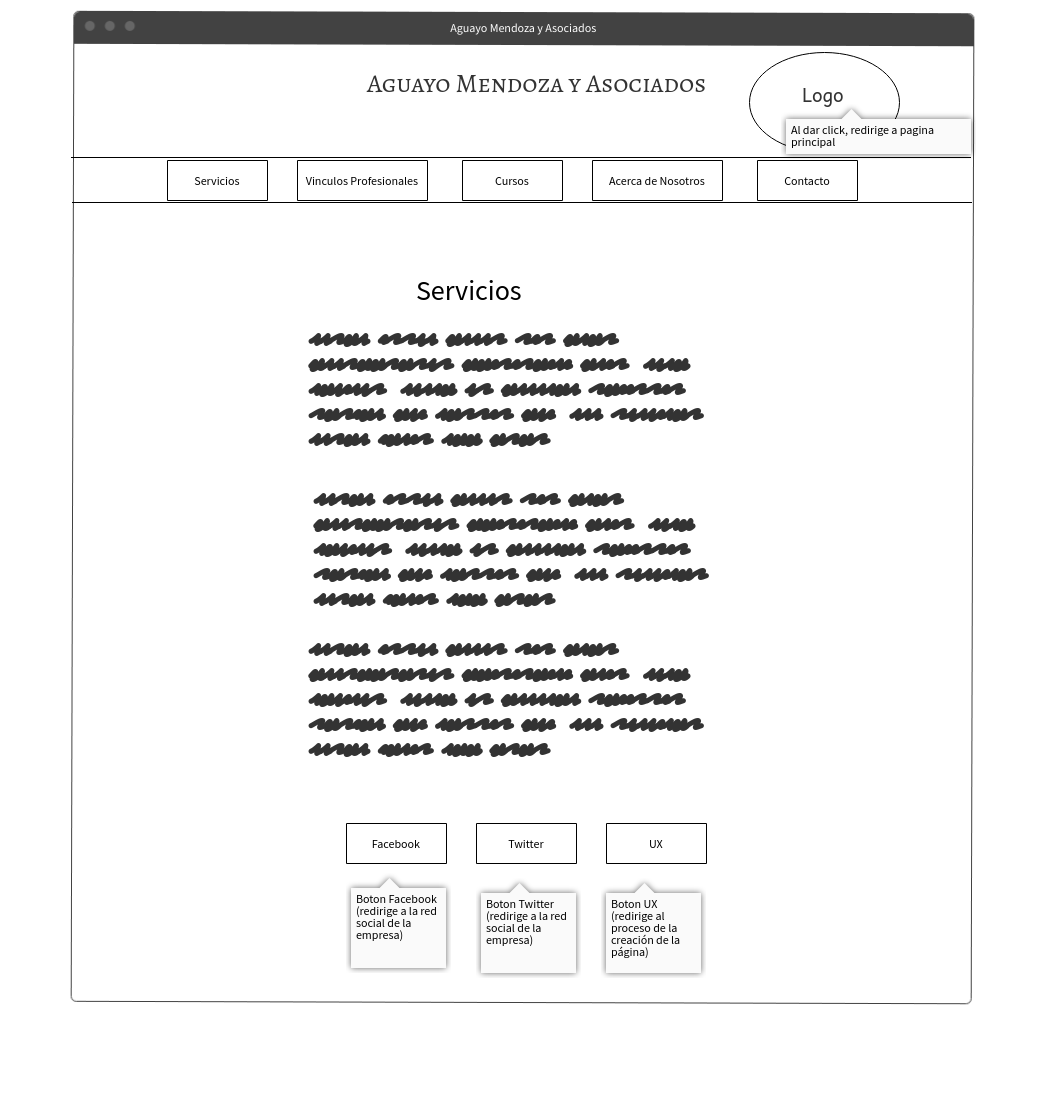 Aguayo Mendoza y Asociados
Aguayo Mendoza y Asociados
Logo
Al dar click, redirige a pagina
principal
Servicios
Vinculos Profesionales
Cursos
Acerca de Nosotros
Contacto
Servicios
Facebook
Twitter
UX
Boton Facebook
(redirige a la red
social de la
empresa)
Boton Twitter
(redirige a la red
social de la
empresa)
Boton UX
(redirige al
proceso de la
creación de la
página)